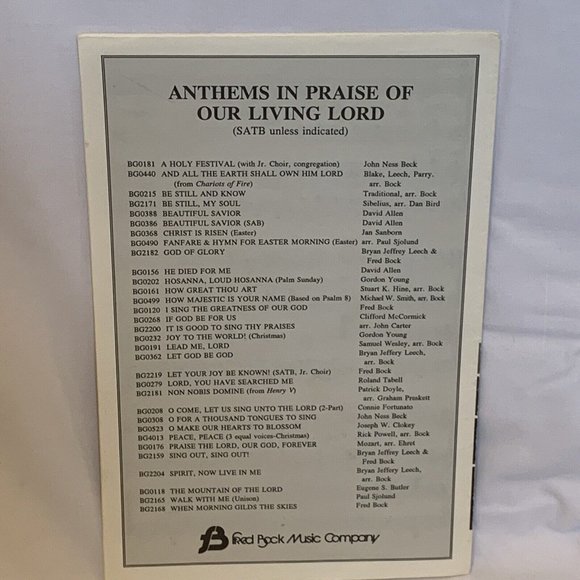 ANTHEMS IN PRAISE OF
OUR LIVING LORD
(SATB unless indicated)
BG0181 A HOLY FESTIVAL (with Jr. Choir, congregation) John Ness Beck
BG0440 AND ALL THE EARTH SHALL OWN HIM LORD Blake, Leech, Parry,
(from Chariots of Fire) arr. Bock
BG0215 BE STILL AND KNOW Traditional, arr. Bock
BG2171 BE STILL, MY SOUL Sibelius, arr. Dan Bird
BG0388 BEAUTIFUL SAVIOR David Allen
BG0386 BEAUTIFUL SAVIOR (SAB) David Allen
BG0368 CHRIST IS RISEN (Easter) Jan Sanborn
BG0490 FANFARE & HYMN FOR EASTER MORNING (Easter) arr. Paul Sjolund
BG2182 GOD OF GLORY Bryan Jeffery Leech &
Fred Bock
BG0156 HE DIED FOR ME David Allen
BG0202 HOSANNA, LOUD HOSANNA (Palm Sunday) Gordon Young
BG0161 HOW GREAT THOU ART Stuart K. Hine, arr. Bock
BG0499 HOW MAJESTIC IS YOUR NAME (Based on Psalm 8) Michael W. Smith, arr. Bock
BG0120 I SING THE GREATNESS OF OUR GOD Fred Bock
BG0268 IF GOD BE FOR US Clifford McCormick
BG2200 IT IS GOOD TO SING THY PRAISES arr. John Carter
BG0232 JOY TO THE WORLD! (Christmas) Gordon Young
BG0191 LEAD ME, LORD Samuel Wesley, arr. Bock
BG0362 LET GOD BE GOD Bryan Jeffery Leech,
arr. Bock
BG2219 LET YOUR JOY BE KNOWN! (SATB, Jr. Choir) Fred Bock
BG0279 LORD, YOU HAVE SEARCHED ME Roland Tabell
BG2181 NON NOBIS DOMINE (from Henry V) Patrick Doyle,
arr. Graham Preskett
BG0208 O COME, LET US SING UNTO THE LORD (2-Part) Connie Fortunato
BG0308 O FOR A THOUSAND TONGUES TO SING John Ness Beck
BG0523 O MAKE OUR HEARTS TO BLOSSOM Joseph W. Clokey
BG4013 PEACE, PEACE (3 equal voices-Christmas) Rick Powell, arr. Bock
BG0176 PRAISE THE LORD, OUR GOD, FOREVER Mozart, arr. Ehret
BG2159 SING OUT, SING OUT! Bryan Jeffrey Leech &
Fred Bock
BG2204 SPIRIT, NOW LIVE IN ME Bryan Jeffery Leech,
arr. Bock
BG0118 THE MOUNTAIN OF THE LORD Eugene S. Butler
BG2165 WALK WITH ME (Unison) Paul Sjolund
BG2168 WHEN MORNING GILDS THE SKIES Fred Bock
Fred Bock Music Company